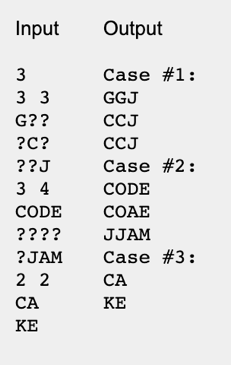 Input Output
3 Case #1:
3 3 GGJ
G?? CCJ
?C? CCJ
??J Case #2:
3 4 CODE
CODE COAE
???? JJAM
?JAM Case #3:
2 2 CA
CA KE
KE